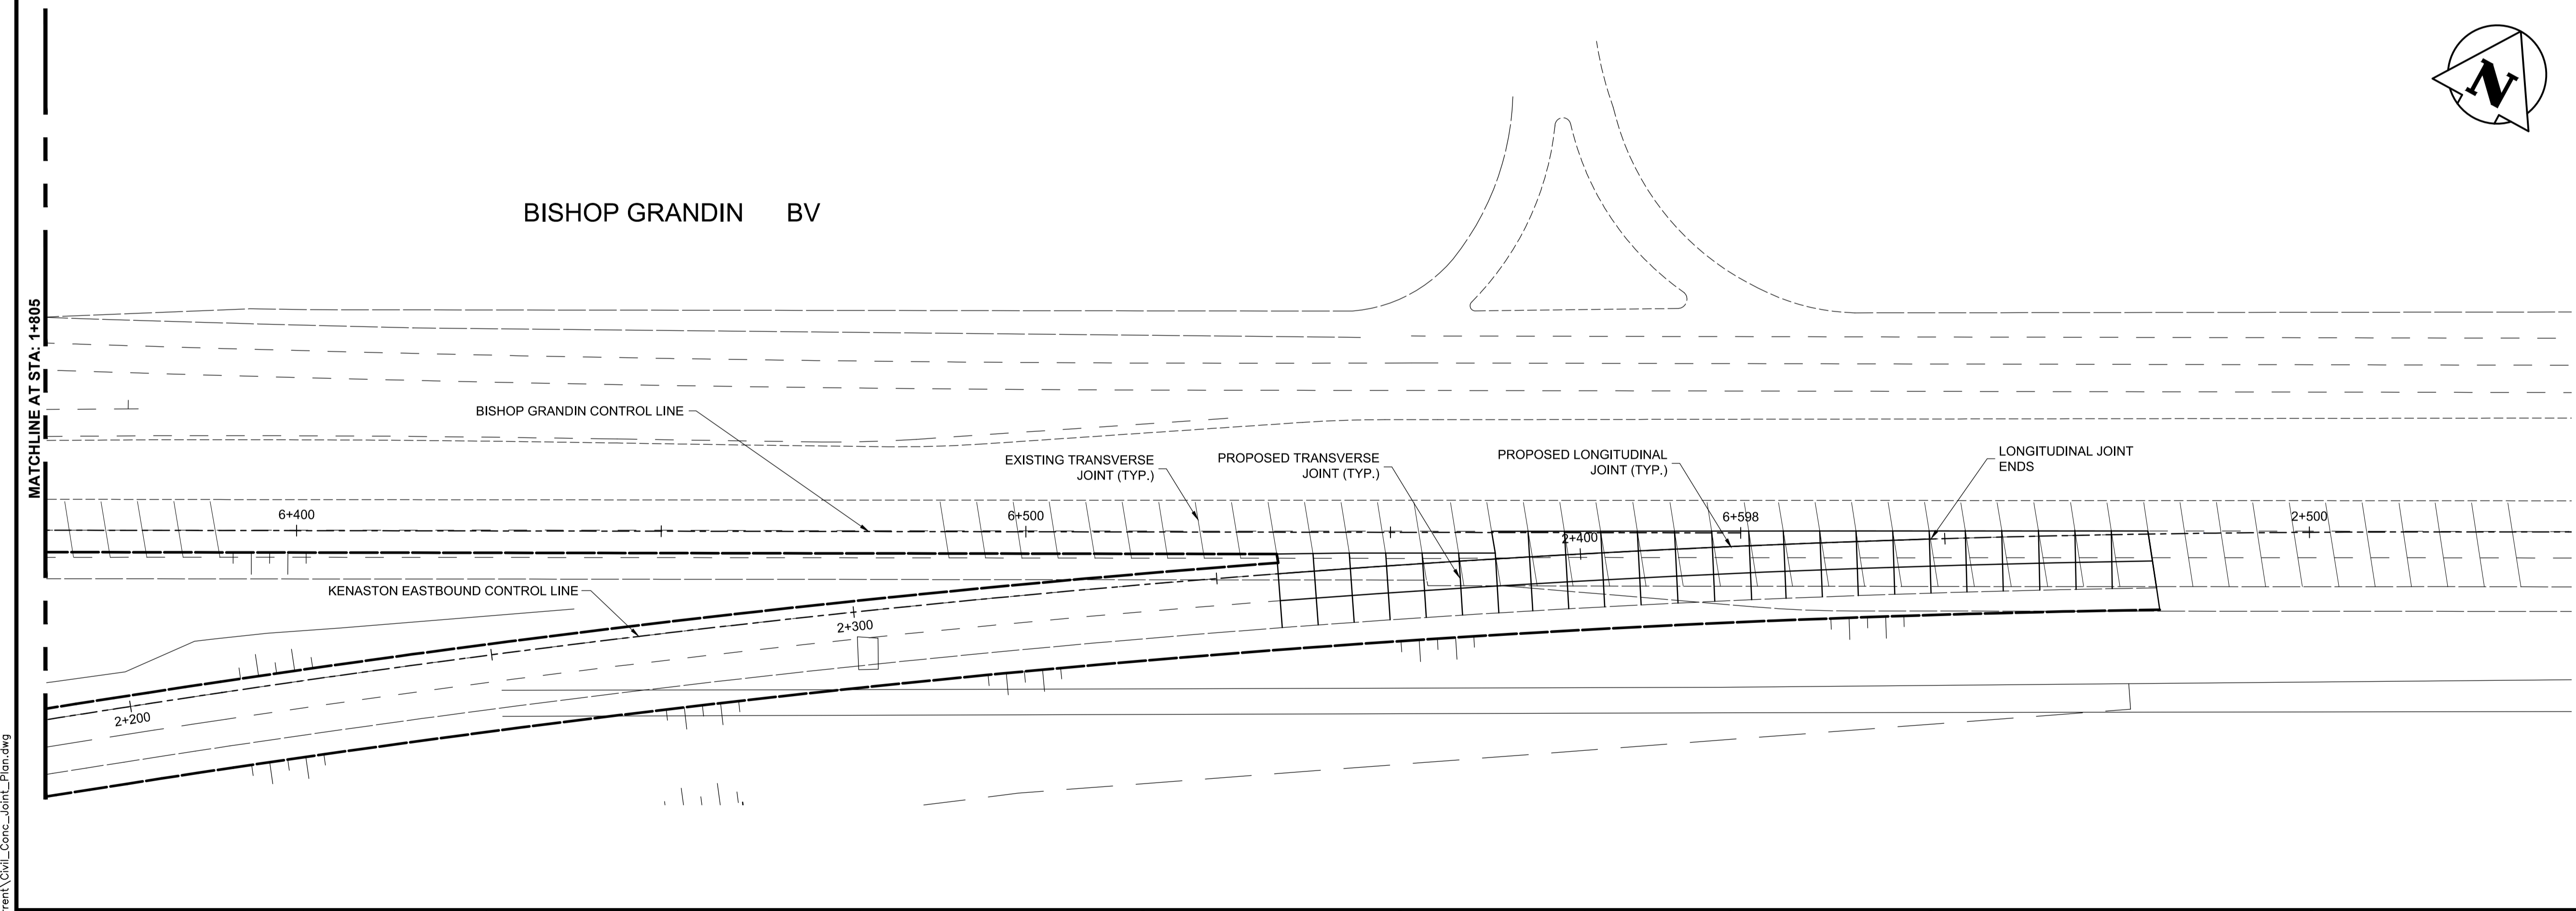 N
BISHOP GRANDIN BV
MATCHLINE AT STA: 1+805
BISHOP GRANDIN CONTROL LINE
EXISTING TRANSVERSE
JOINT (TYP.)
PROPOSED TRANSVERSE
JOINT (TYP.)
PROPOSED LONGITUDINAL
JOINT (TYP.)
LONGITUDINAL JOINT
ENDS
6+400
6+500
6+598
2+500
2+400
KENASTON EASTBOUND CONTROL LINE
2+300
2+200
rent\Civil_Conc_Joint_Plan.dwg